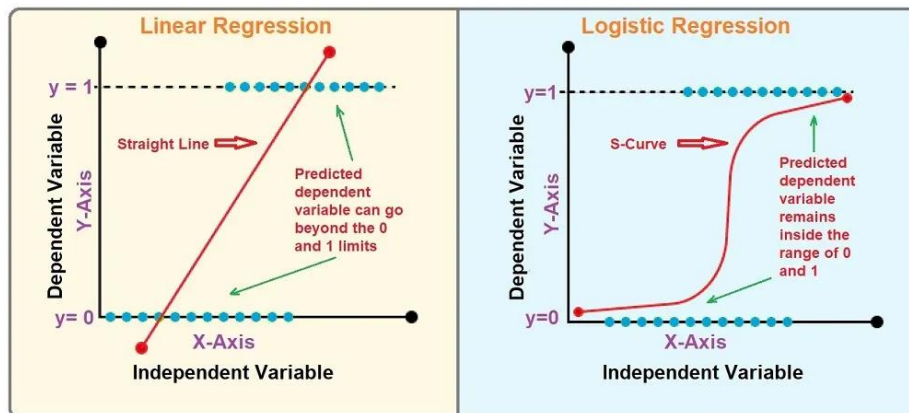 Linear Regression
y = 1
Straight Line
Predicted
dependent
variable can go
beyond the 0
and 1 limits
Dependent Variable
Y-Axis
y= 0
X-Axis
Independent Variable
Logistic Regression
y=1
S-Curve
Predicted
dependent
variable
remains
inside the
range of 0
and 1
Dependent Variable
Y-Axis
y=0
X-Axis
Independent Variable